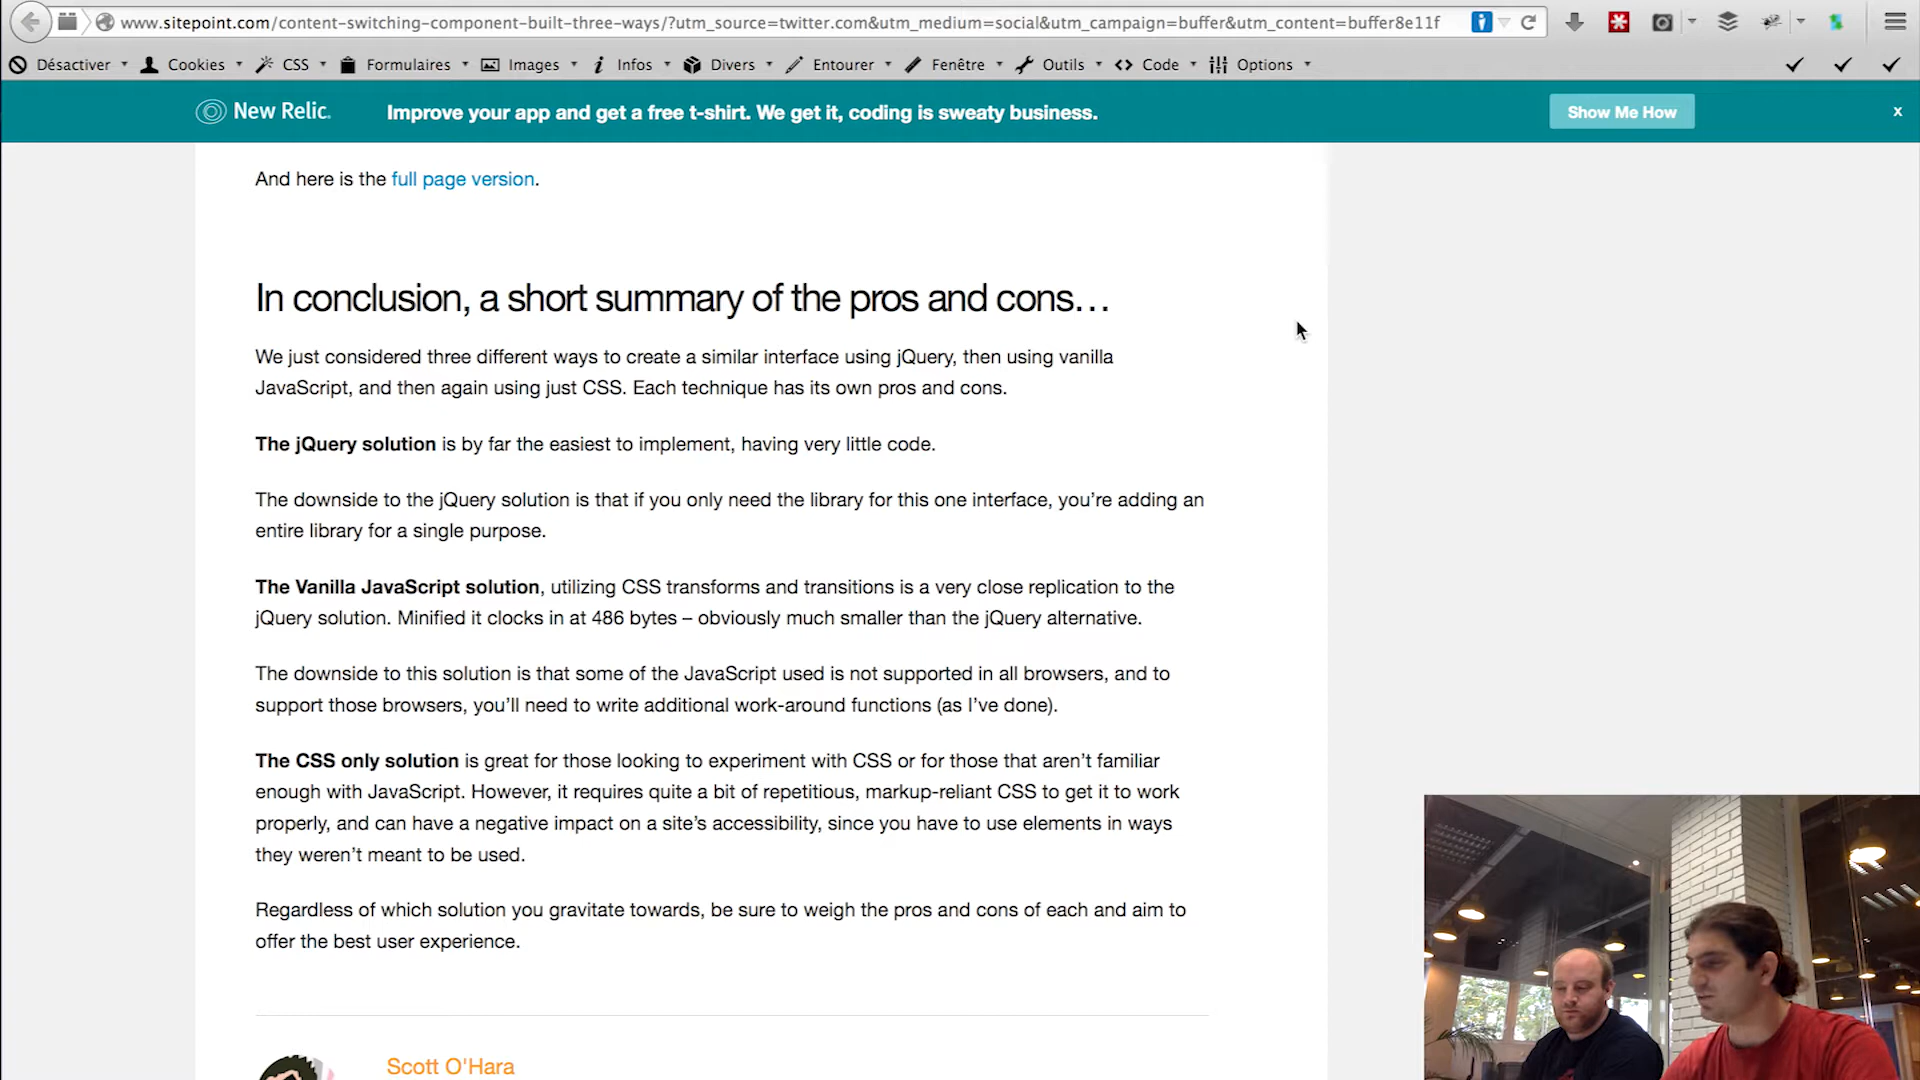 www.sitepoint.com/content-switching-component-built-three-ways/?utm_source=twitter.com&utm_medium=social&utm_campaign=buffer&utm_content=buffer8e11f
Désactiver Cookies CSS Formulaires Images Infos Divers Entourer Fenêtre Outils Code Options
New Relic. Improve your app and get a free t-shirt. We get it, coding is sweaty business. Show Me How x
And here is the full page version.
In conclusion, a short summary of the pros and cons…
We just considered three different ways to create a similar interface using jQuery, then using vanilla
JavaScript, and then again using just CSS. Each technique has its own pros and cons.
The jQuery solution is by far the easiest to implement, having very little code.
The downside to the jQuery solution is that if you only need the library for this one interface, you’re adding an
entire library for a single purpose.
The Vanilla JavaScript solution, utilizing CSS transforms and transitions is a very close replication to the
jQuery solution. Minified it clocks in at 486 bytes – obviously much smaller than the jQuery alternative.
The downside to this solution is that some of the JavaScript used is not supported in all browsers, and to
support those browsers, you’ll need to write additional work-around functions (as I’ve done).
The CSS only solution is great for those looking to experiment with CSS or for those that aren’t familiar
enough with JavaScript. However, it requires quite a bit of repetitious, markup-reliant CSS to get it to work
properly, and can have a negative impact on a site’s accessibility, since you have to use elements in ways
they weren’t meant to be used.
Regardless of which solution you gravitate towards, be sure to weigh the pros and cons of each and aim to
offer the best user experience.
Scott O'Hara